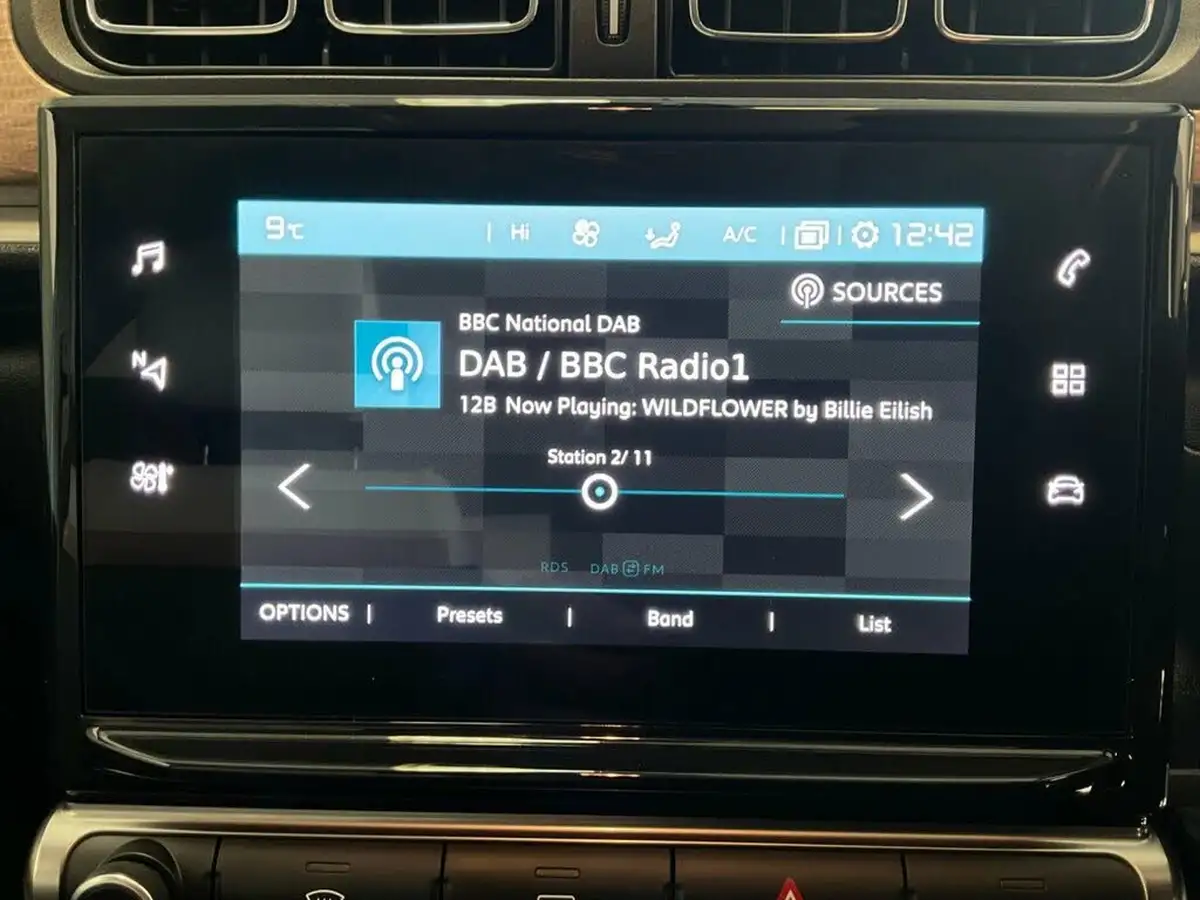 9℃ | Hi A/C | | 12:42
SOURCES
BBC National DAB
DAB / BBC Radio1
12B Now Playing: WILDFLOWER by Billie Eilish
Station 2/ 11
N
RDS DAB FM
OPTIONS | Presets | Band | List